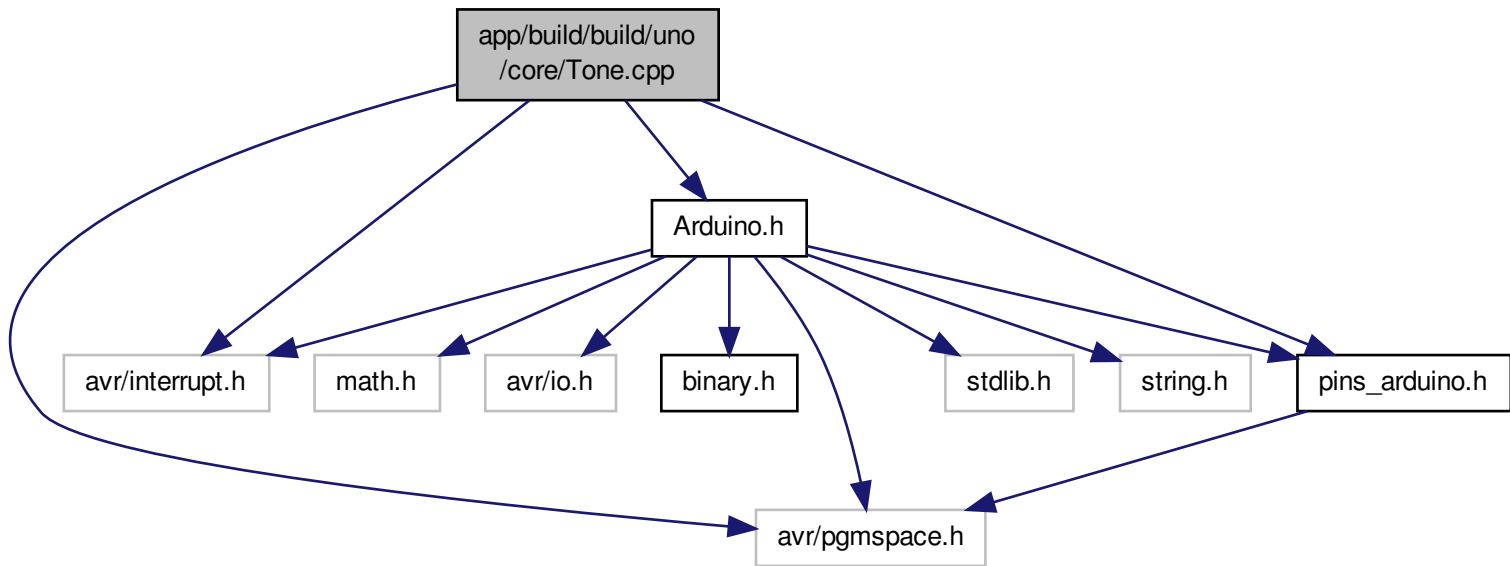 app/build/build/uno
/core/Tone.cpp
Arduino.h
avr/interrupt.h
math.h
avr/io.h
binary.h
stdlib.h
string.h
pins_arduino.h
avr/pgmspace.h